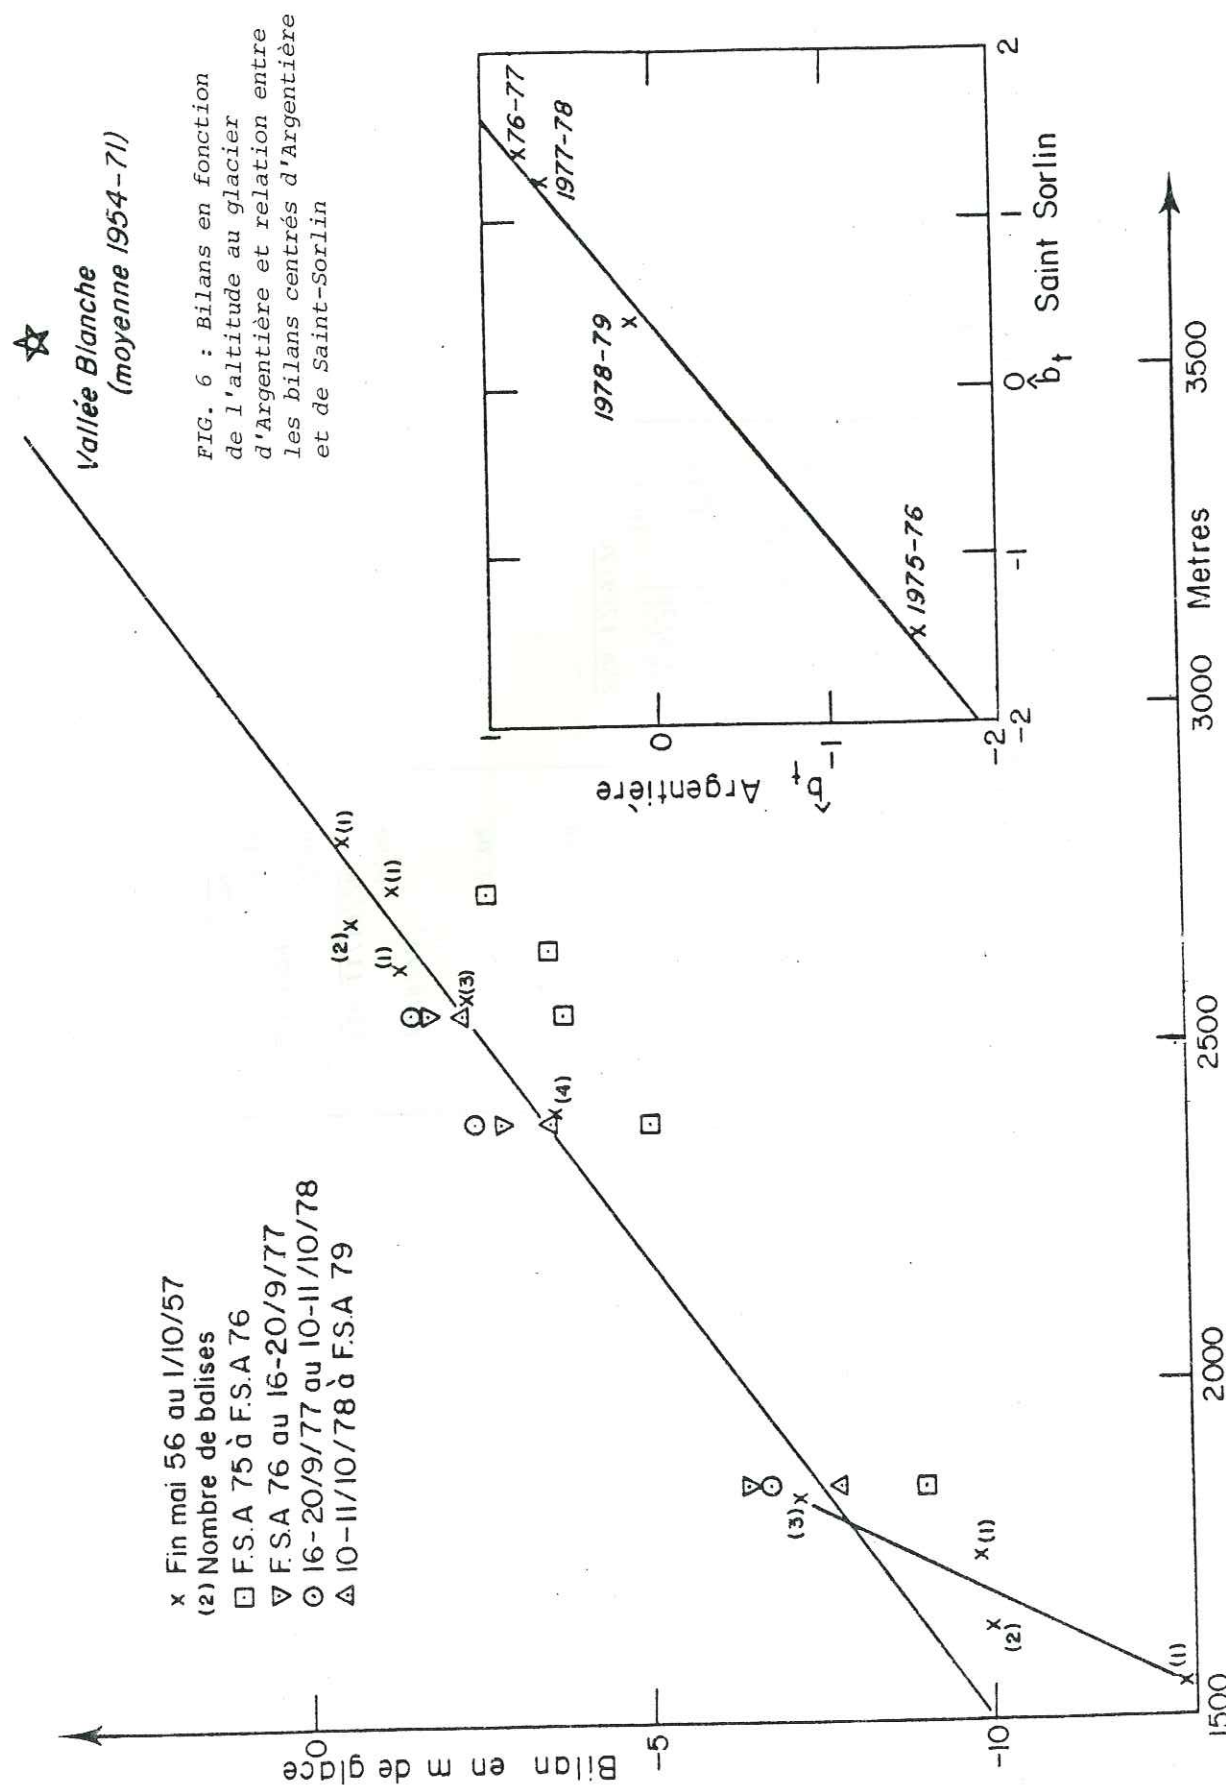 Vallée Blanche
(moyenne 1954-71)
FIG. 6 : Bilans en fonction
de l'altitude au glacier
d'Argentière et relation entre
les bilans centrés d'Argentière
et de Saint-Sorlin
x Fin mai 56 au 1/10/57
(2) Nombre de balises
F.S.A 75 à F.S.A 76
F.S.A 76 au 16-20/9/77
16-20/9/77 au 10-11/10/78
10-11/10/78 à F.S.A 79
Bilan en m de glace
0
-5
-10
1500
2000
2500
3000
3500
Metres
(1)
(2)
(1)
(3)
(4)
(3)
(1)
(1)
(2)
(1)
b̂t Argentière
1
0
-1
-2
-2
-1
0
1
2
b̂t Saint Sorlin
x 76-77
x 1977-78
1978-79 x
x 1975-76